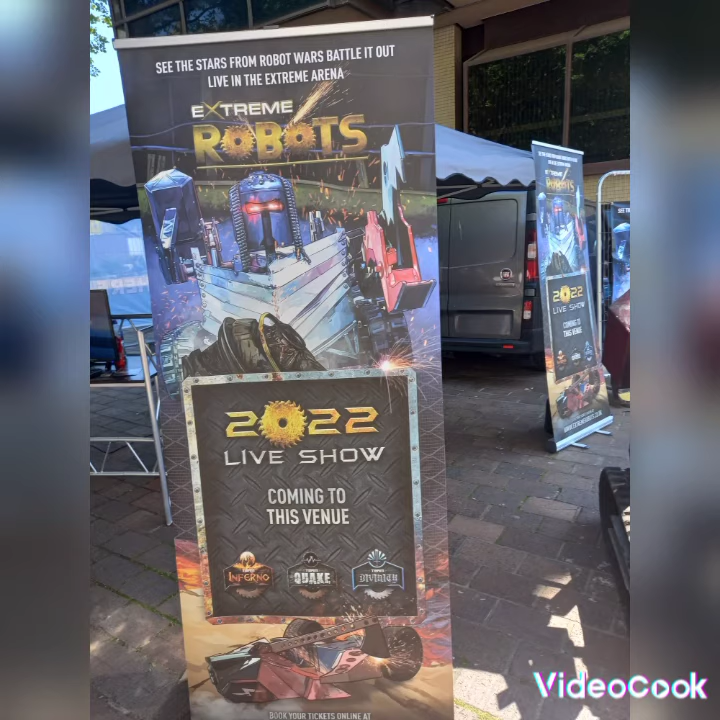 SEE THE STARS FROM ROBOT WARS BATTLE IT OUT
LIVE IN THE EXTREME ARENA
EXTREME
ROBOTS
2022
LIVE SHOW
COMING TO
THIS VENUE
INFERNO
QUAKE
DIVINITY
BOOK YOUR TICKETS ONLINE AT
ROBOTS
2022
LIVE SHOW
COMING TO
THIS VENUE
VideoCook